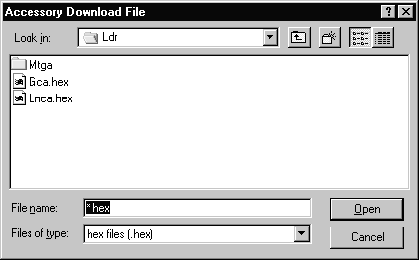 Accessory Download File
Look in: Ldr
Mtga
Gca.hex
Lnca.hex
File name: *.hex
Open
Files of type: hex files (.hex)
Cancel